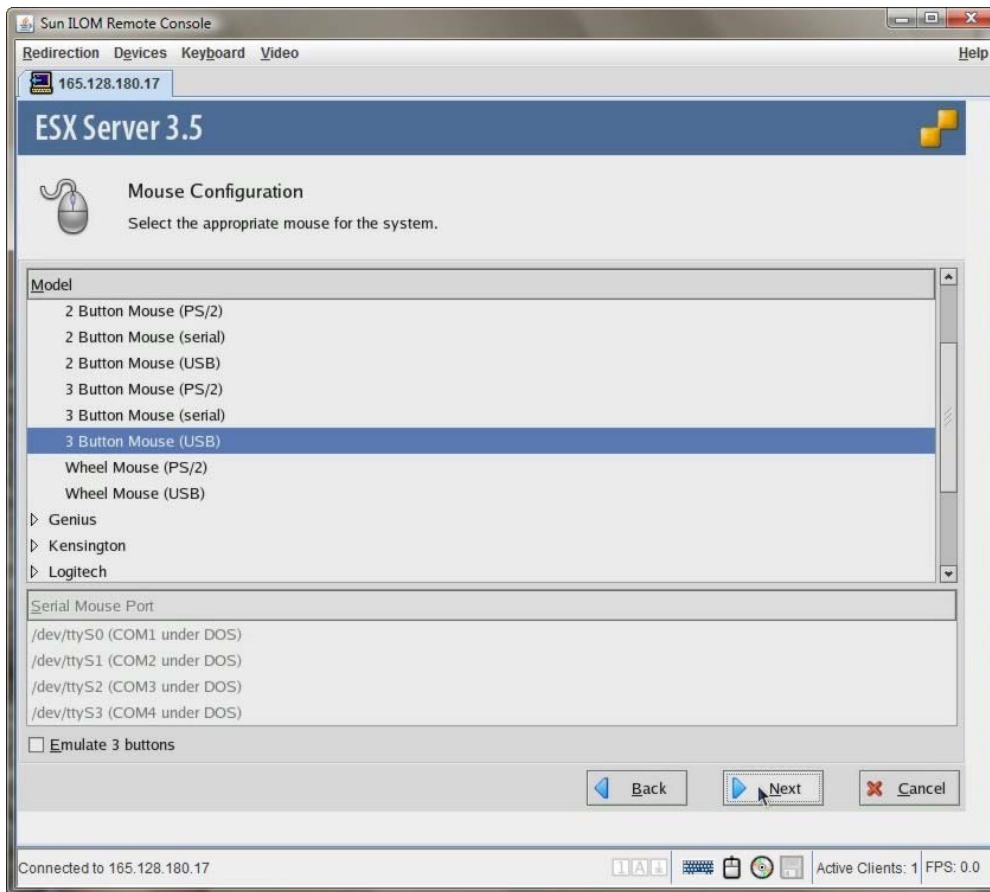 Sun ILOM Remote Console
Redirection Devices Keyboard Video Help
165.128.180.17
ESX Server 3.5
Mouse Configuration
Select the appropriate mouse for the system.
Model
2 Button Mouse (PS/2)
2 Button Mouse (serial)
2 Button Mouse (USB)
3 Button Mouse (PS/2)
3 Button Mouse (serial)
3 Button Mouse (USB)
Wheel Mouse (PS/2)
Wheel Mouse (USB)
Genius
Kensington
Logitech
Serial Mouse Port
/dev/ttyS0 (COM1 under DOS)
/dev/ttyS1 (COM2 under DOS)
/dev/ttyS2 (COM3 under DOS)
/dev/ttyS3 (COM4 under DOS)
Emulate 3 buttons
Back Next Cancel
Connected to 165.128.180.17 1 A Active Clients: 1 FPS: 0.0